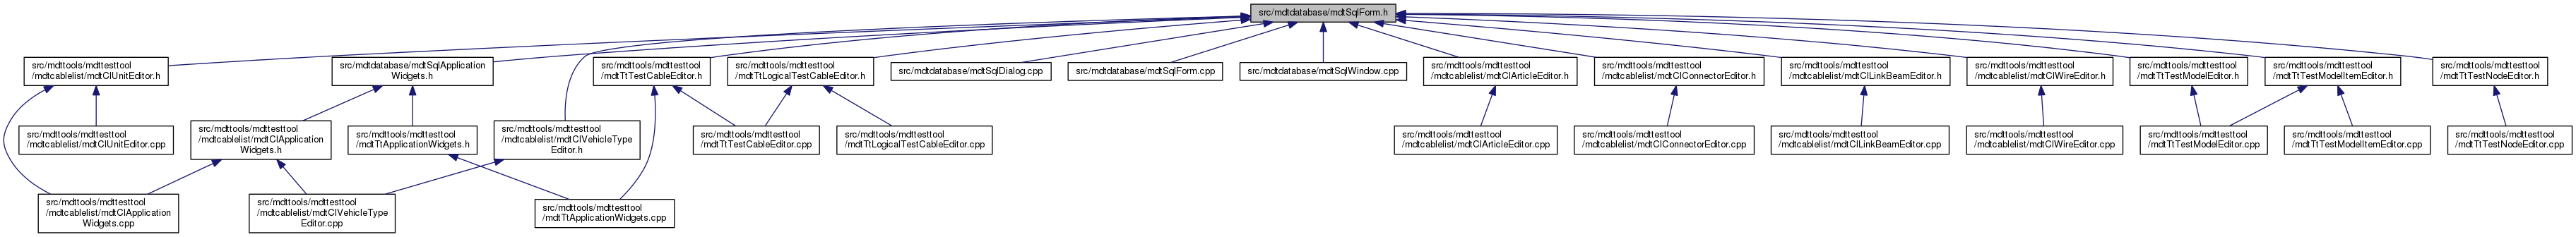 src/mdtdatabase/mdtSqlForm.h
src/mdttools/mdttesttool
/mdtcablelist/mdtClUnitEditor.h
src/mdtdatabase/mdtSqlApplication
Widgets.h
src/mdttools/mdttesttool
/mdtTtTestCableEditor.h
src/mdttools/mdttesttool
/mdtTtLogicalTestCableEditor.h
src/mdtdatabase/mdtSqlDialog.cpp
src/mdtdatabase/mdtSqlForm.cpp
src/mdtdatabase/mdtSqlWindow.cpp
src/mdttools/mdttesttool
/mdtcablelist/mdtClArticleEditor.h
src/mdttools/mdttesttool
/mdtcablelist/mdtClConnectorEditor.h
src/mdttools/mdttesttool
/mdtcablelist/mdtClLinkBeamEditor.h
src/mdttools/mdttesttool
/mdtcablelist/mdtClWireEditor.h
src/mdttools/mdttesttool
/mdtTtTestModelEditor.h
src/mdttools/mdttesttool
/mdtTtTestModelItemEditor.h
src/mdttools/mdttesttool
/mdtTtTestNodeEditor.h
src/mdttools/mdttesttool
/mdtcablelist/mdtClUnitEditor.cpp
src/mdttools/mdttesttool
/mdtcablelist/mdtClApplication
Widgets.h
src/mdttools/mdttesttool
/mdtTtApplicationWidgets.h
src/mdttools/mdttesttool
/mdtcablelist/mdtClVehicleType
Editor.h
src/mdttools/mdttesttool
/mdtTtTestCableEditor.cpp
src/mdttools/mdttesttool
/mdtTtLogicalTestCableEditor.cpp
src/mdttools/mdttesttool
/mdtcablelist/mdtClArticleEditor.cpp
src/mdttools/mdttesttool
/mdtcablelist/mdtClConnectorEditor.cpp
src/mdttools/mdttesttool
/mdtcablelist/mdtClLinkBeamEditor.cpp
src/mdttools/mdttesttool
/mdtcablelist/mdtClWireEditor.cpp
src/mdttools/mdttesttool
/mdtTtTestModelEditor.cpp
src/mdttools/mdttesttool
/mdtTtTestModelItemEditor.cpp
src/mdttools/mdttesttool
/mdtTtTestNodeEditor.cpp
src/mdttools/mdttesttool
/mdtcablelist/mdtClApplication
Widgets.cpp
src/mdttools/mdttesttool
/mdtcablelist/mdtClVehicleType
Editor.cpp
src/mdttools/mdttesttool
/mdtTtApplicationWidgets.cpp